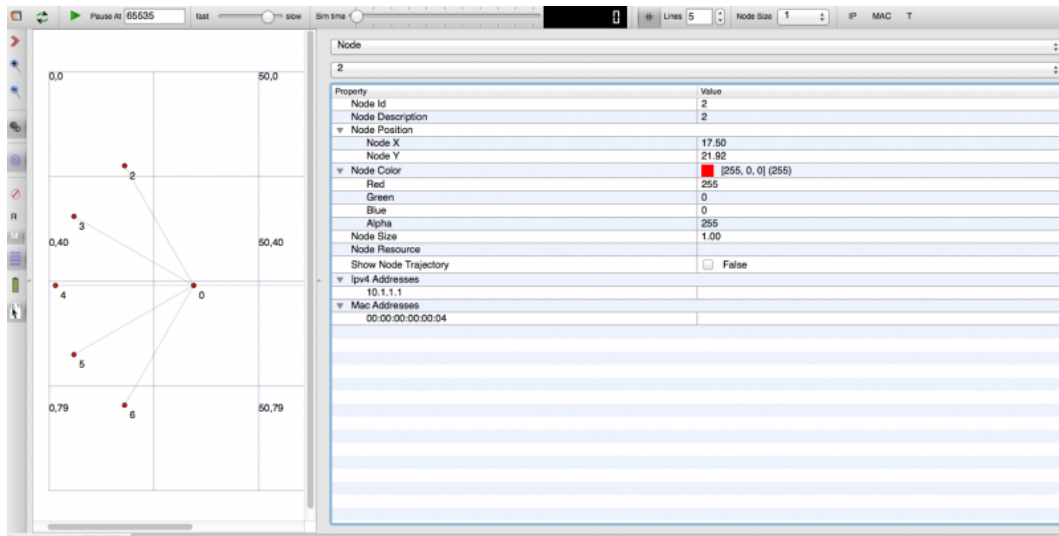 Pause At 65535 fast slow Sim time 0 Lines 5 Node Size 1 IP MAC T
R
M
0,0 50,0
2
3
0,40 50,40
4 0
5
0,79 50,79
6
Node
2
Property Value
Node Id 2
Node Description 2
Node Position
Node X 17.50
Node Y 21.92
Node Color [255, 0, 0] (255)
Red 255
Green 0
Blue 0
Alpha 255
Node Size 1.00
Node Resource
Show Node Trajectory False
Ipv4 Addresses
10.1.1.1
Mac Addresses
00:00:00:00:00:04